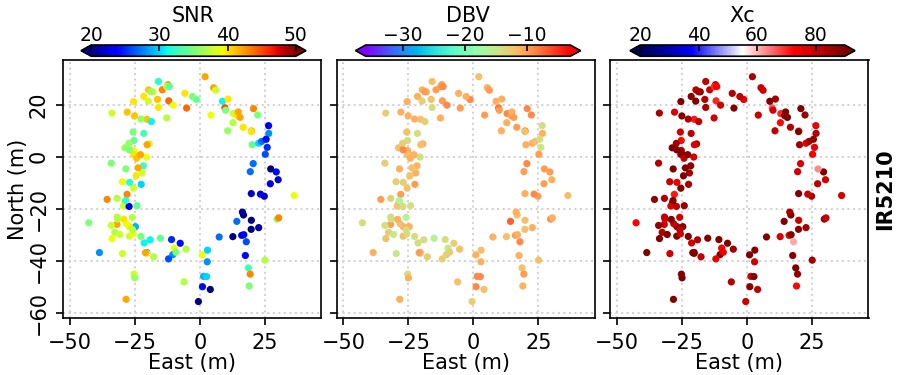 SNR DBV Xc
20 30 40 50 −30 −20 −10 20 40 60 80
North (m)
20
0
−20
−40
−60
IR5210
−50 −25 0 25 −50 −25 0 25 −50 −25 0 25
East (m) East (m) East (m)